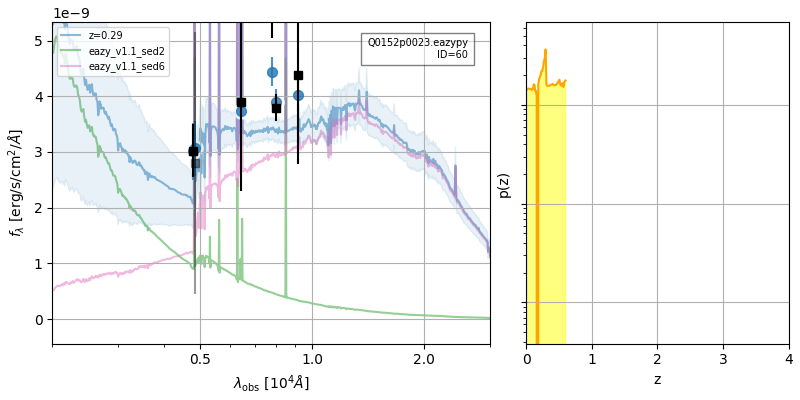 1e−9
z=0.29
eazy_v1.1_sed2
eazy_v1.1_sed6
Q0152p0023.eazypy
ID=60
5
4
3
2
1
0
f_λ [erg/s/cm²/Å]
0.5
1.0
2.0
λ_obs [10⁴Å]
p(z)
0
1
2
3
4
z